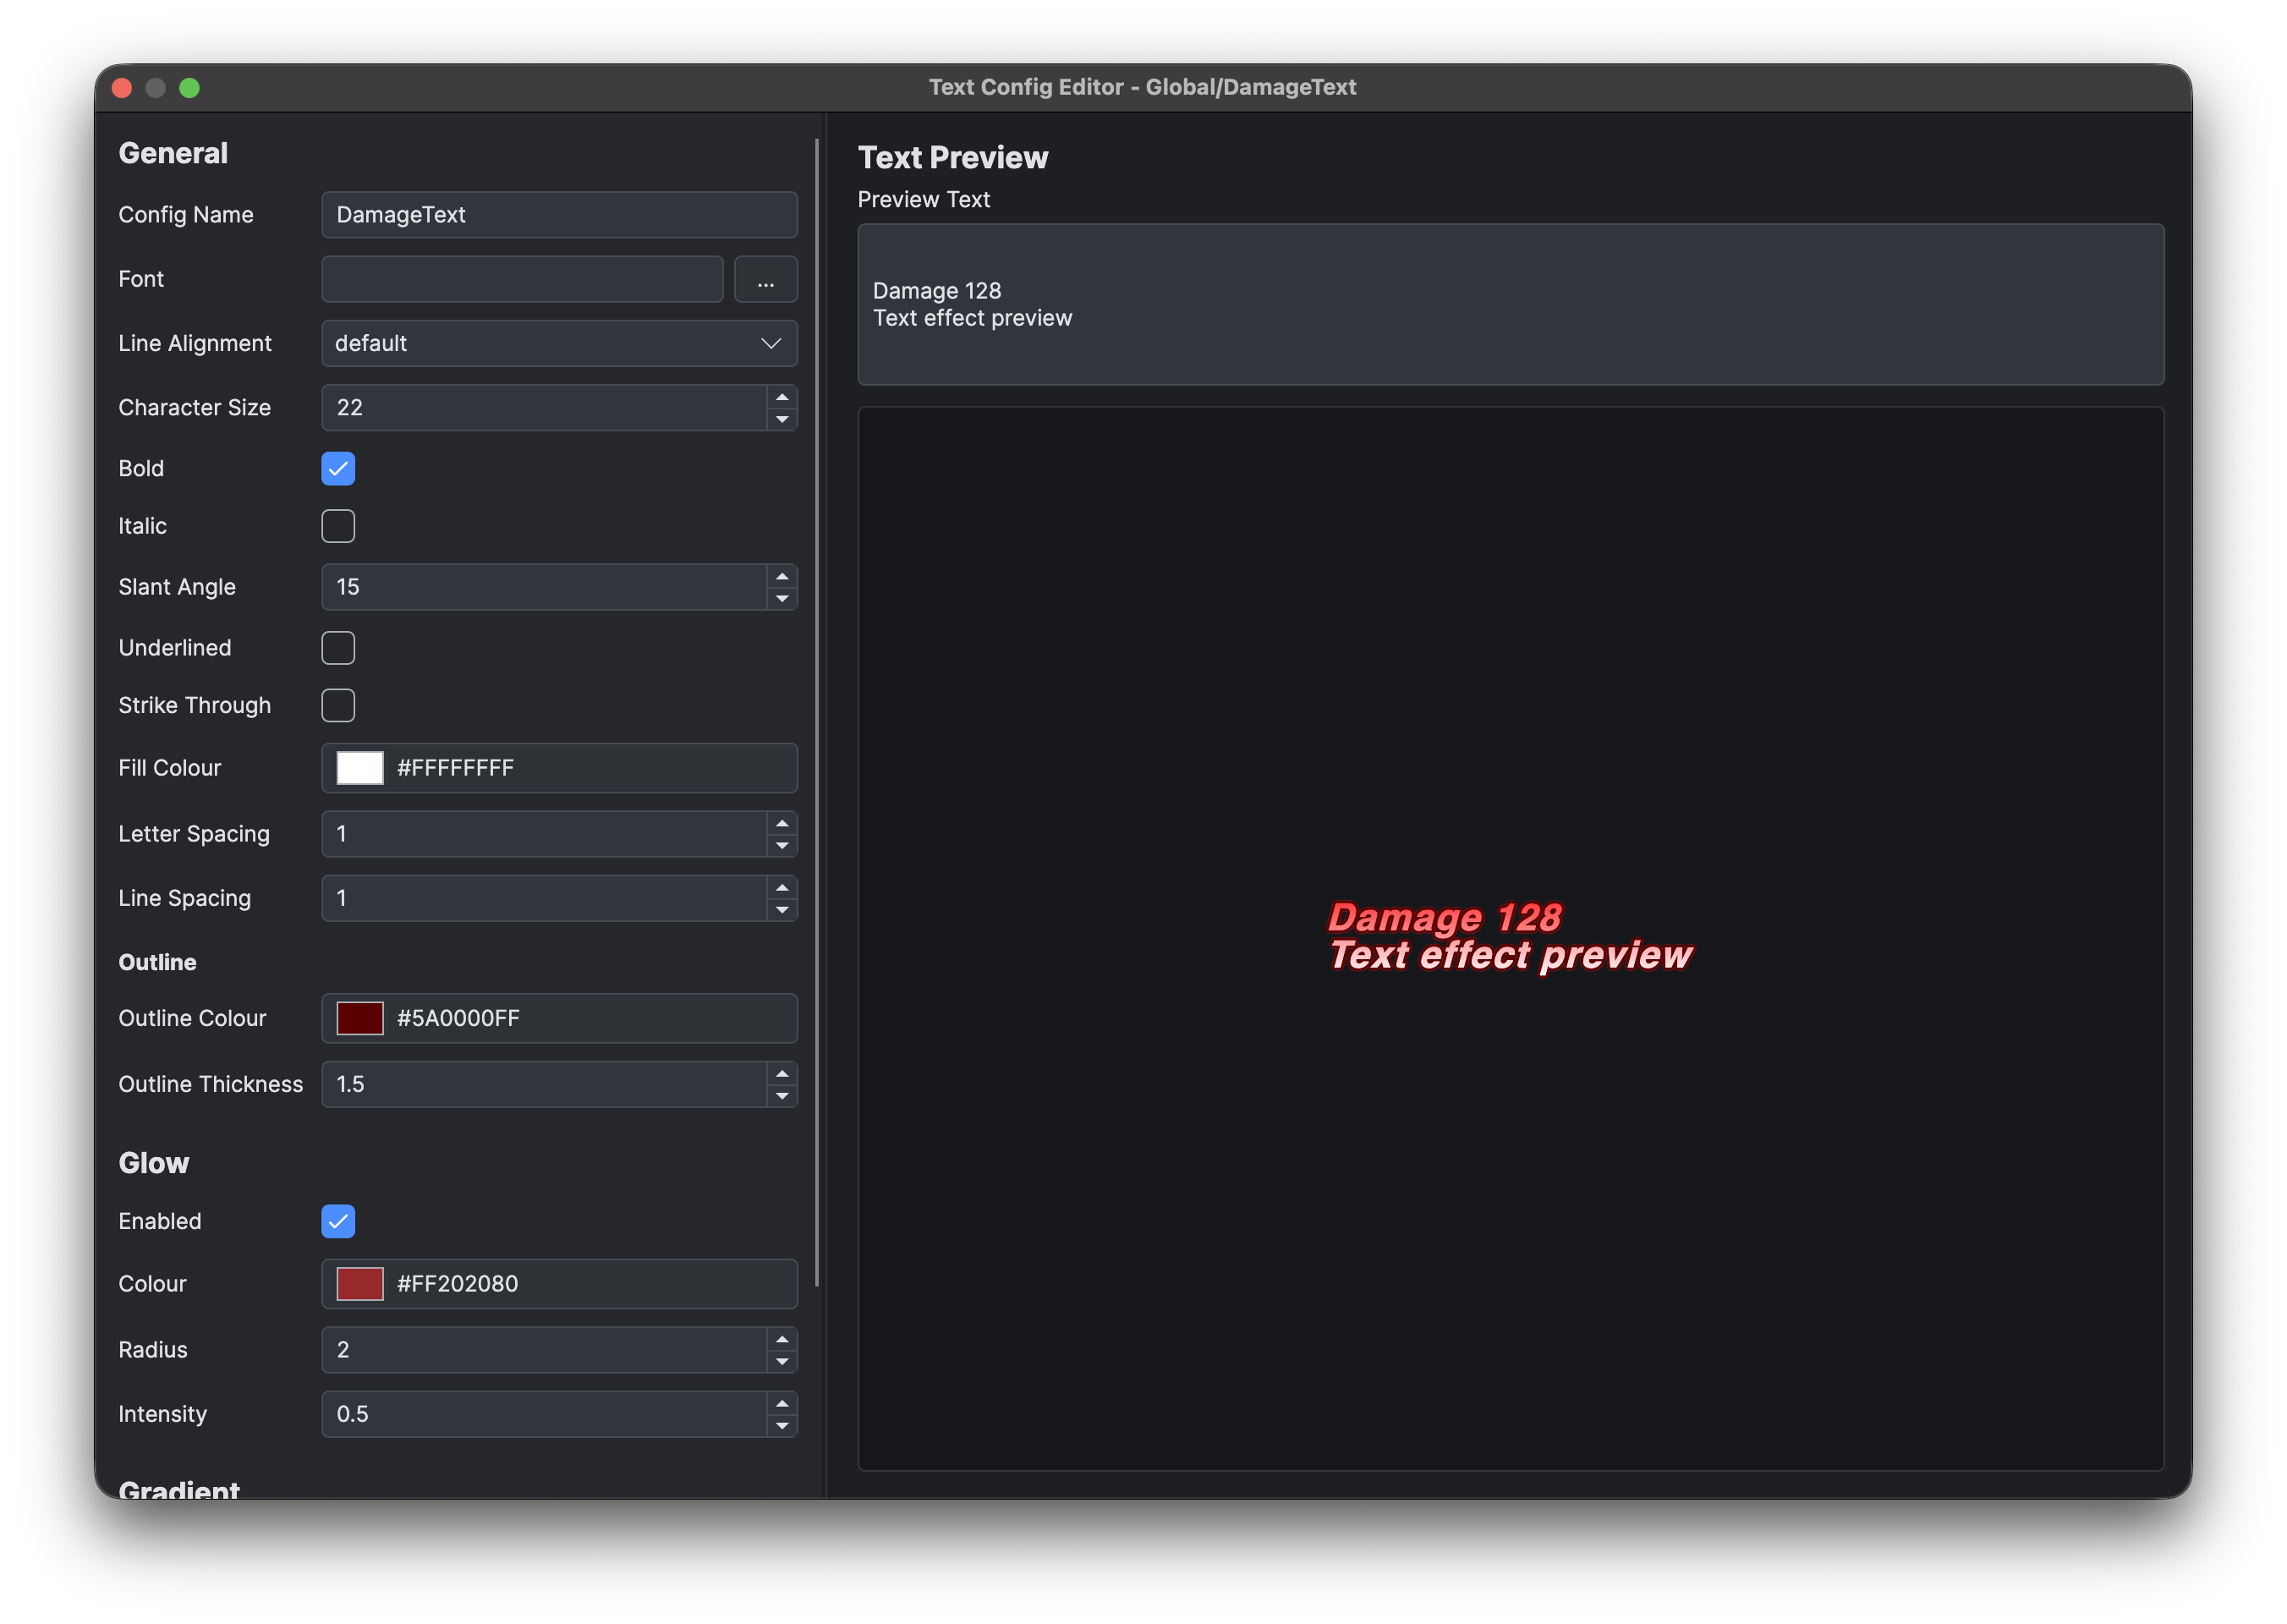 Text Config Editor - Global/DamageText
General
Config Name
DamageText
Font
...
Line Alignment
default
Character Size
22
Bold
Italic
Slant Angle
15
Underlined
Strike Through
Fill Colour
#FFFFFFFF
Letter Spacing
1
Line Spacing
1
Outline
Outline Colour
#5A0000FF
Outline Thickness
1.5
Glow
Enabled
Colour
#FF202080
Radius
2
Intensity
0.5
Gradient
Text Preview
Preview Text
Damage 128
Text effect preview
Damage 128
Text effect preview